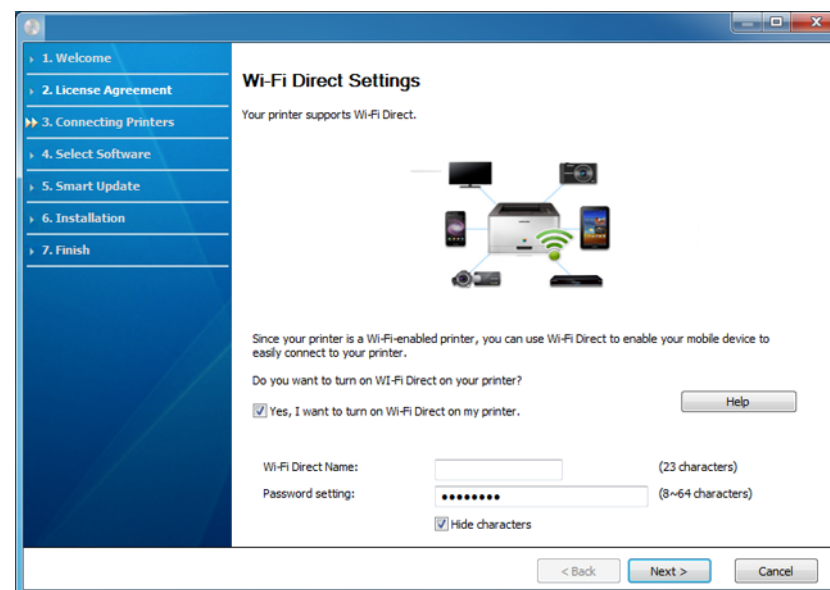 1. Welcome
2. License Agreement
3. Connecting Printers
4. Select Software
5. Smart Update
6. Installation
7. Finish
Wi-Fi Direct Settings
Your printer supports Wi-Fi Direct.
Since your printer is a Wi-Fi-enabled printer, you can use Wi-Fi Direct to enable your mobile device to
easily connect to your printer.
Do you want to turn on WI-Fi Direct on your printer?
Yes, I want to turn on Wi-Fi Direct on my printer.
Help
Wi-Fi Direct Name: (23 characters)
Password setting: •••••••• (8~64 characters)
Hide characters
< Back Next > Cancel